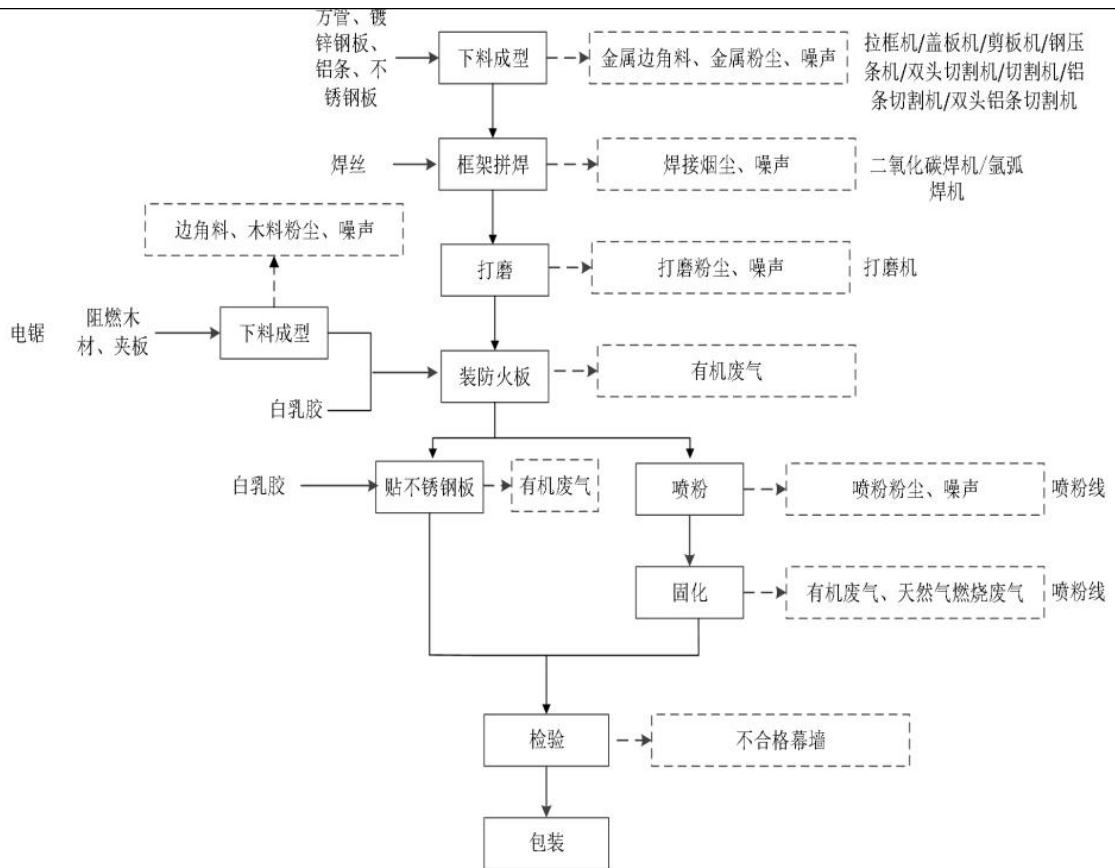 方管、镀
锌钢板、
铝条、不
锈钢板
下料成型
金属边角料、金属粉尘、噪声
拉框机/盖板机/剪板机/钢压
条机/双头切割机/切割机/铝
条切割机/双头铝条切割机
焊丝
框架拼焊
焊接烟尘、噪声
二氧化碳焊机/氩弧
焊机
边角料、木料粉尘、噪声
打磨
打磨粉尘、噪声
打磨机
电锯
阻燃木
材、夹板
下料成型
装防火板
有机废气
白乳胶
白乳胶
贴不锈钢板
有机废气
喷粉
喷粉粉尘、噪声
喷粉线
固化
有机废气、天然气燃烧废气
喷粉线
检验
不合格幕墙
包装